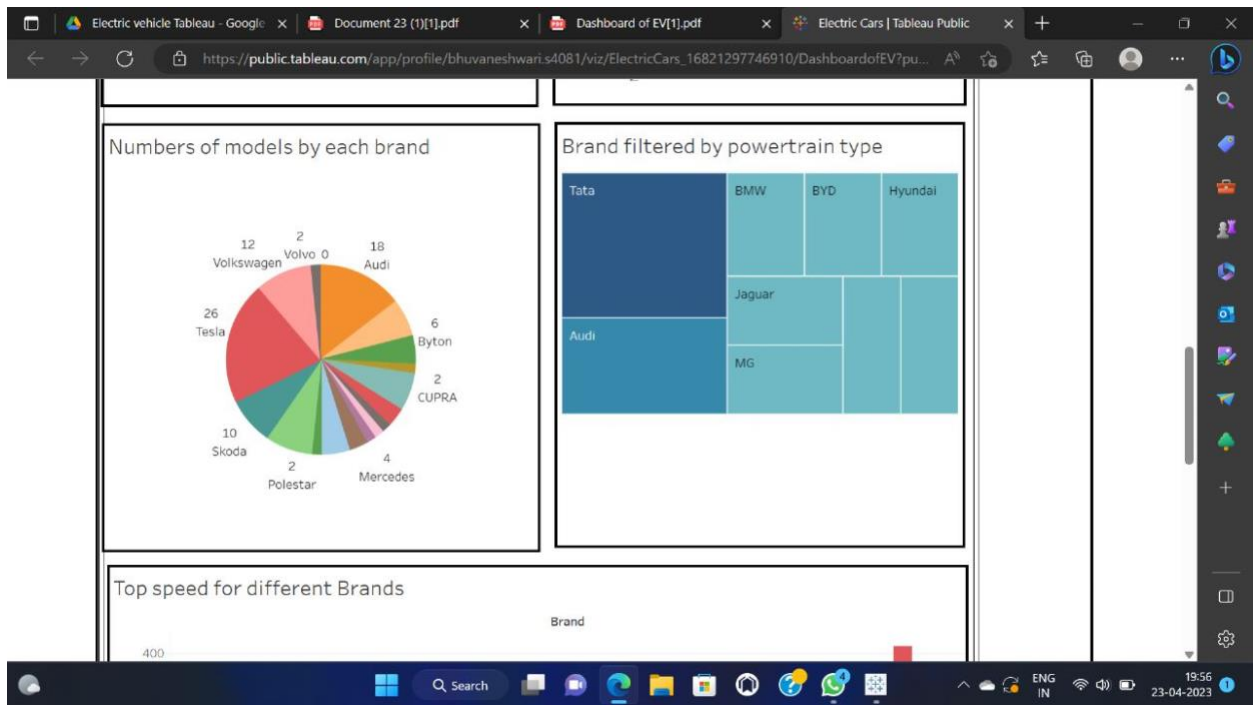 Electric vehicle Tableau - Google
Document 23 (1)[1].pdf
Dashboard of EV[1].pdf
Electric Cars | Tableau Public
https://public.tableau.com/app/profile/bhuvaneshwari.s4081/viz/ElectricCars_16821297746910/DashboardofEV?pu...
Numbers of models by each brand
12
Volkswagen
2
Volvo
0
18
Audi
26
Tesla
6
Byton
2
CUPRA
10
Skoda
2
Polestar
4
Mercedes
Brand filtered by powertrain type
Tata
BMW
BYD
Hyundai
Jaguar
Audi
MG
Top speed for different Brands
Brand
400
Search
ENG
IN
19:56
23-04-2023